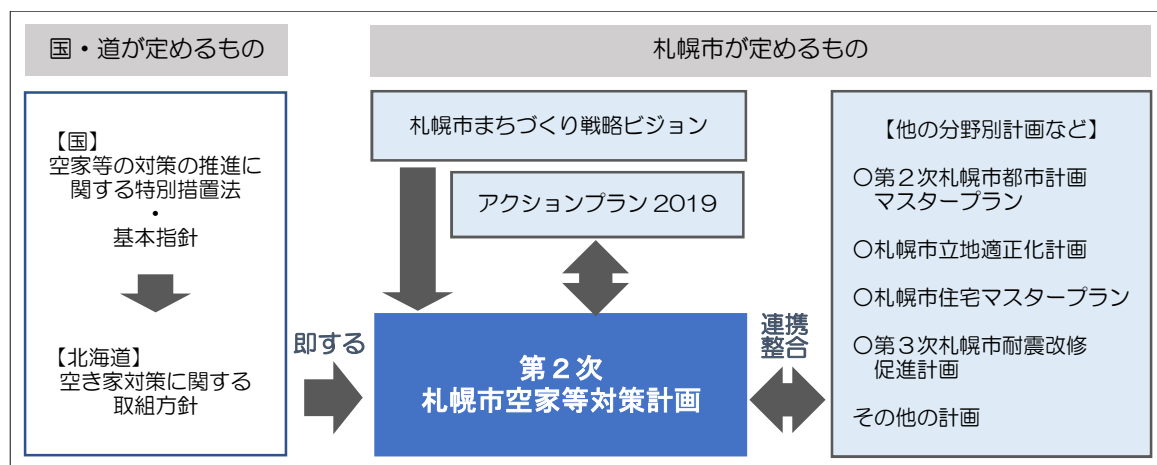 国・道が定めるもの
札幌市が定めるもの
【国】
空家等の対策の推進に
関する特別措置法
・
基本指針
【北海道】
空き家対策に関する
取組方針
即する
札幌市まちづくり戦略ビジョン
アクションプラン 2019
第２次
札幌市空家等対策計画
連携
整合
【他の分野別計画など】
〇第２次札幌市都市計画
マスタープラン
〇札幌市立地適正化計画
〇札幌市住宅マスタープラン
〇第３次札幌市耐震改修
促進計画
その他の計画